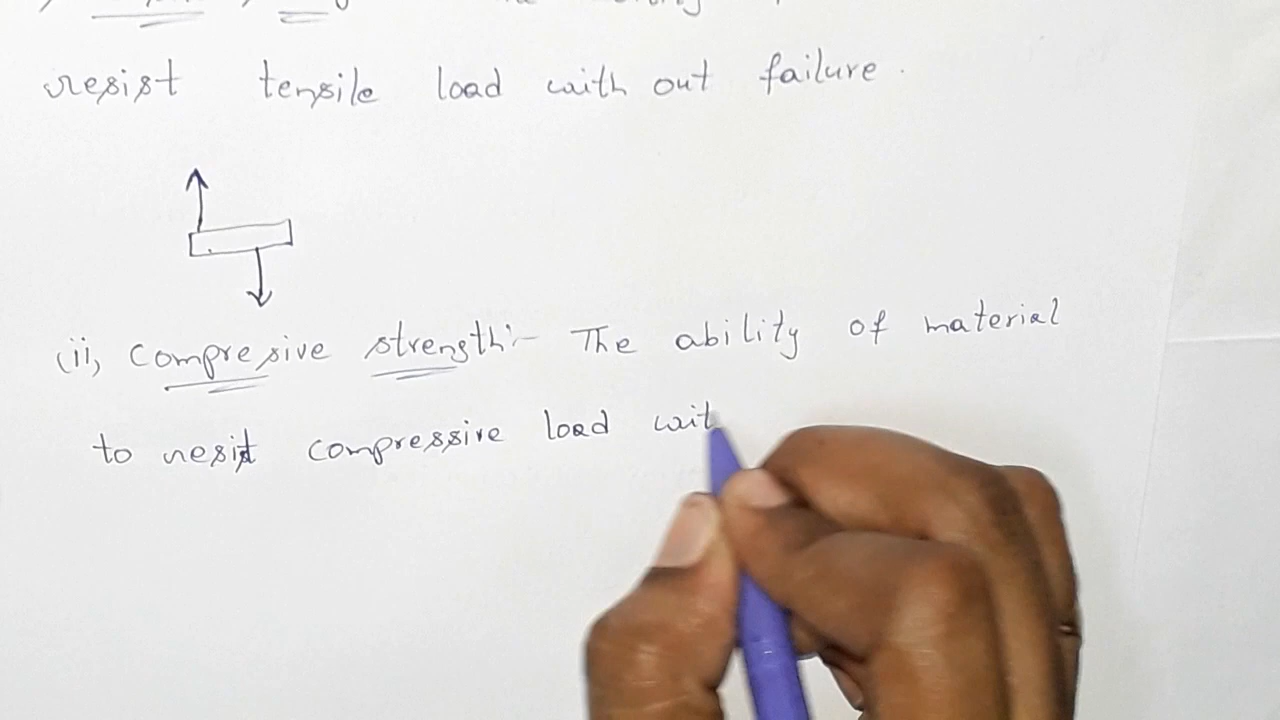 resist tensile load with out failure.
(ii) compresive strength:- The ability of material
to resist compressive load wit